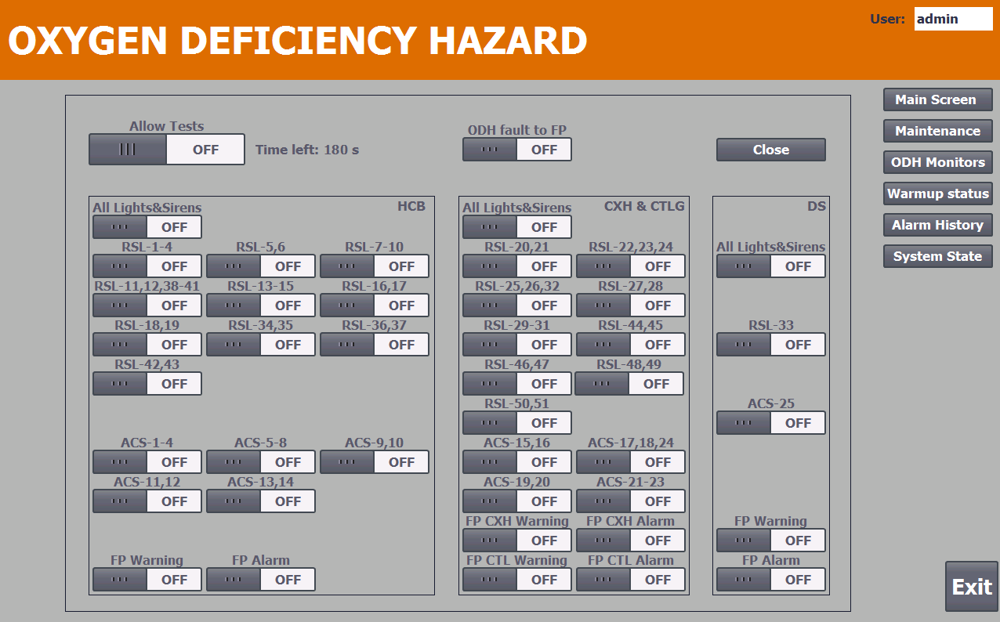 User: admin
OXYGEN DEFICIENCY HAZARD
Main Screen
Maintenance
ODH Monitors
Warmup status
Alarm History
System State
Exit
Allow Tests
OFF Time left: 180 s
ODH fault to FP
OFF
Close
All Lights&Sirens HCB
OFF
RSL-1-4 RSL-5,6 RSL-7-10
OFF OFF OFF
RSL-11,12,38-41 RSL-13-15 RSL-16,17
OFF OFF OFF
RSL-18,19 RSL-34,35 RSL-36,37
OFF OFF OFF
RSL-42,43
OFF
ACS-1-4 ACS-5-8 ACS-9,10
OFF OFF OFF
ACS-11,12 ACS-13,14
OFF OFF
FP Warning FP Alarm
OFF OFF
All Lights&Sirens CXH & CTLG
OFF
RSL-20,21 RSL-22,23,24
OFF OFF
RSL-25,26,32 RSL-27,28
OFF OFF
RSL-29-31 RSL-44,45
OFF OFF
RSL-46,47 RSL-48,49
OFF OFF
RSL-50,51
OFF
ACS-15,16 ACS-17,18,24
OFF OFF
ACS-19,20 ACS-21-23
OFF OFF
FP CXH Warning FP CXH Alarm
OFF OFF
FP CTL Warning FP CTL Alarm
OFF OFF
DS
All Lights&Sirens
OFF
RSL-33
OFF
ACS-25
OFF
FP Warning
OFF
FP Alarm
OFF